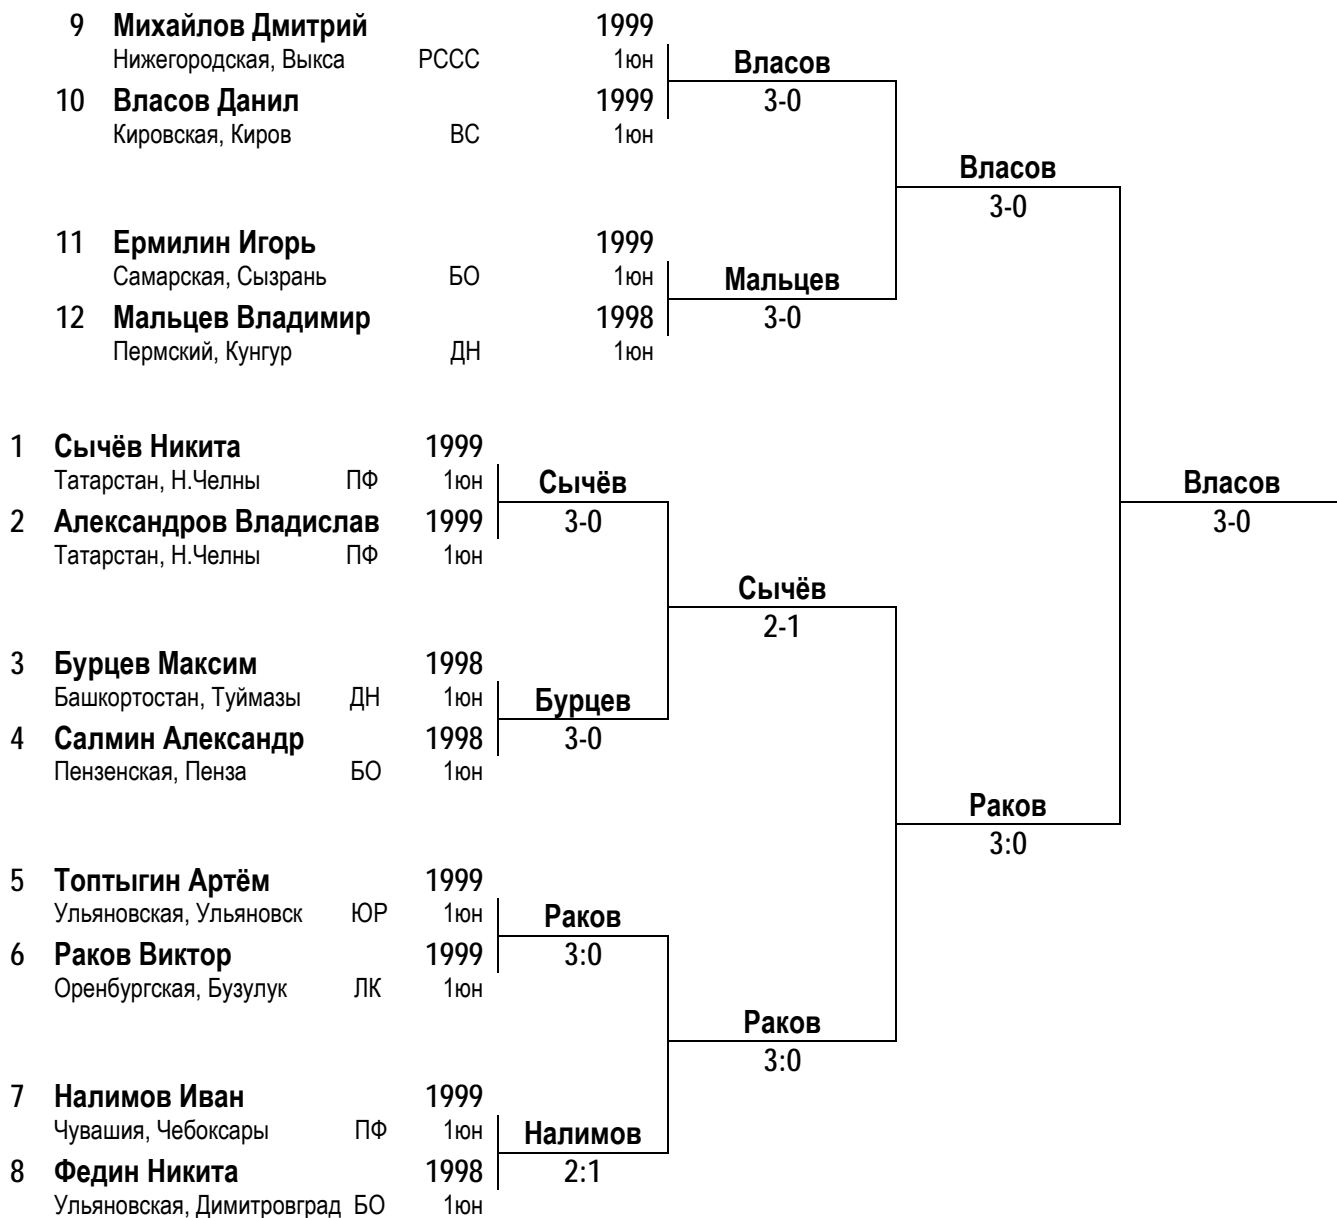 9 Михайлов Дмитрий 1999
Нижегородская, Выкса РССС 1юн Власов
10 Власов Данил 1999 3-0
Кировская, Киров ВС 1юн
Власов
3-0
11 Ермилин Игорь 1999
Самарская, Сызрань БО 1юн Мальцев
12 Мальцев Владимир 1998 3-0
Пермский, Кунгур ДН 1юн
1 Сычёв Никита 1999
Татарстан, Н.Челны ПФ 1юн Сычёв Власов
2 Александров Владислав 1999 3-0 3-0
Татарстан, Н.Челны ПФ 1юн
Сычёв
2-1
3 Бурцев Максим 1998
Башкортостан, Туймазы ДН 1юн Бурцев
4 Салмин Александр 1998 3-0
Пензенская, Пенза БО 1юн
Раков
3:0
5 Топтыгин Артём 1999
Ульяновская, Ульяновск ЮР 1юн Раков
6 Раков Виктор 1999 3:0
Оренбургская, Бузулук ЛК 1юн
Раков
3:0
7 Налимов Иван 1999
Чувашия, Чебоксары ПФ 1юн Налимов
8 Федин Никита 1998 2:1
Ульяновская, Димитровград БО 1юн